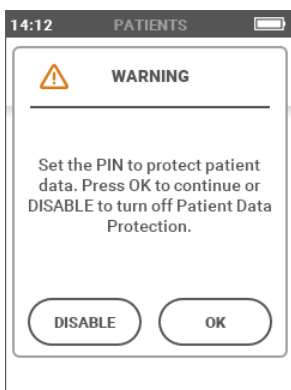 14:12 PATIENTS
WARNING
Set the PIN to protect patient
data. Press OK to continue or
DISABLE to turn off Patient Data
Protection.
DISABLE OK